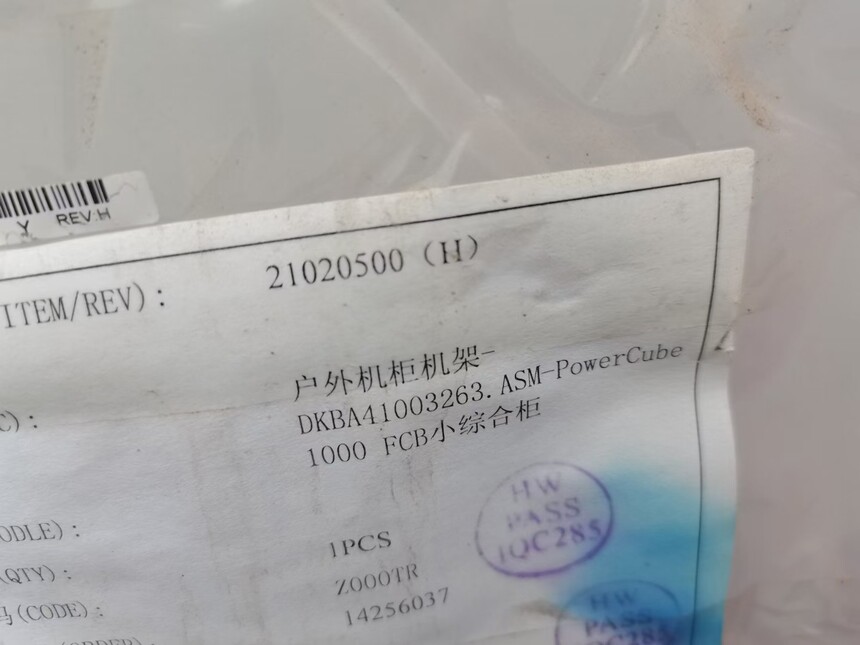 Y REV:H
ITEM/REV): 21020500 (H)
户外机柜机架-
C): DKBA41003263.ASM-PowerCube
1000 FCB小综合柜
ODLE): 1PCS
QTY): Z000TR
码(CODE): 14256037
HW
PASS
IQC285
HW
PASS